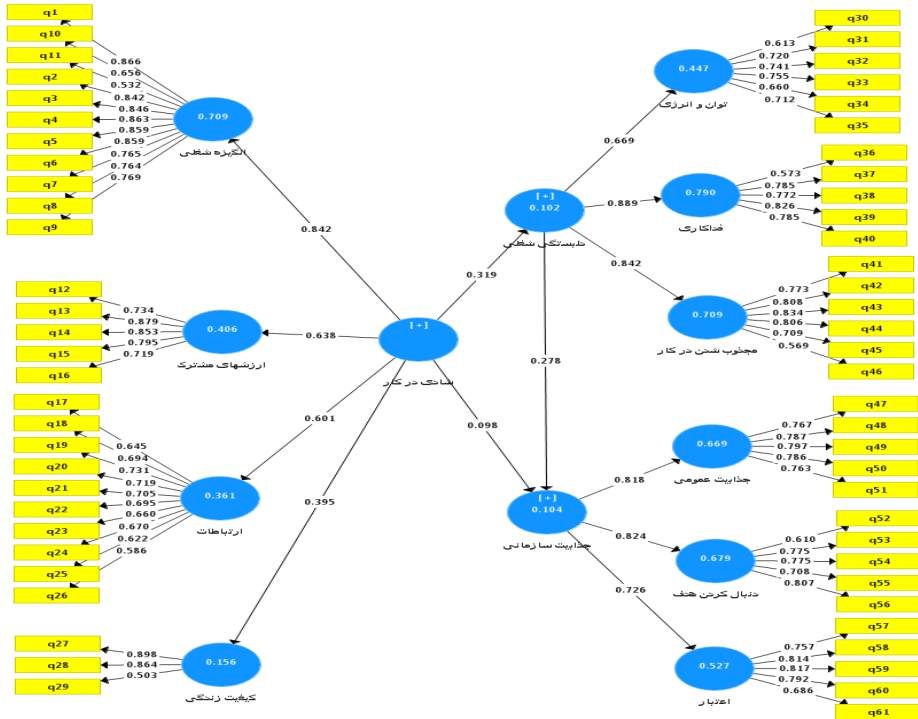 q1
q10
q11
q2
q3
q4
q5
q6
q7
q8
q9
0.866
0.656
0.532
0.842
0.846
0.863
0.859
0.859
0.765
0.764
0.769
0.709
انگیزه شغلی
0.842
q12
q13
q14
q15
q16
0.734
0.879
0.853
0.795
0.719
0.406
ارزشهای مشترک
0.638
q17
q18
q19
q20
q21
q22
q23
q24
q25
q26
0.645
0.694
0.731
0.719
0.705
0.695
0.660
0.670
0.622
0.586
0.361
ارتباطات
0.601
q27
q28
q29
0.898
0.864
0.503
0.156
کیفیت زندگی
0.395
[+]
شادی در کار
0.319
0.098
[+]
0.102
دلبستگی شغلی
0.278
[+]
0.104
جذابیت سازمانی
0.669
0.889
0.842
0.818
0.824
0.726
0.447
توان و انرژی
0.613
0.720
0.741
0.755
0.660
0.712
q30
q31
q32
q33
q34
q35
0.790
فداکاری
0.573
0.785
0.772
0.826
0.785
q36
q37
q38
q39
q40
0.709
مجذوب شدن در کار
0.773
0.808
0.834
0.806
0.709
0.569
q41
q42
q43
q44
q45
q46
0.669
جذابیت عمومی
0.767
0.787
0.797
0.786
0.763
q47
q48
q49
q50
q51
0.679
دنبال کردن هدف
0.610
0.775
0.775
0.708
0.807
q52
q53
q54
q55
q56
0.527
اعتبار
0.757
0.814
0.817
0.792
0.686
q57
q58
q59
q60
q61